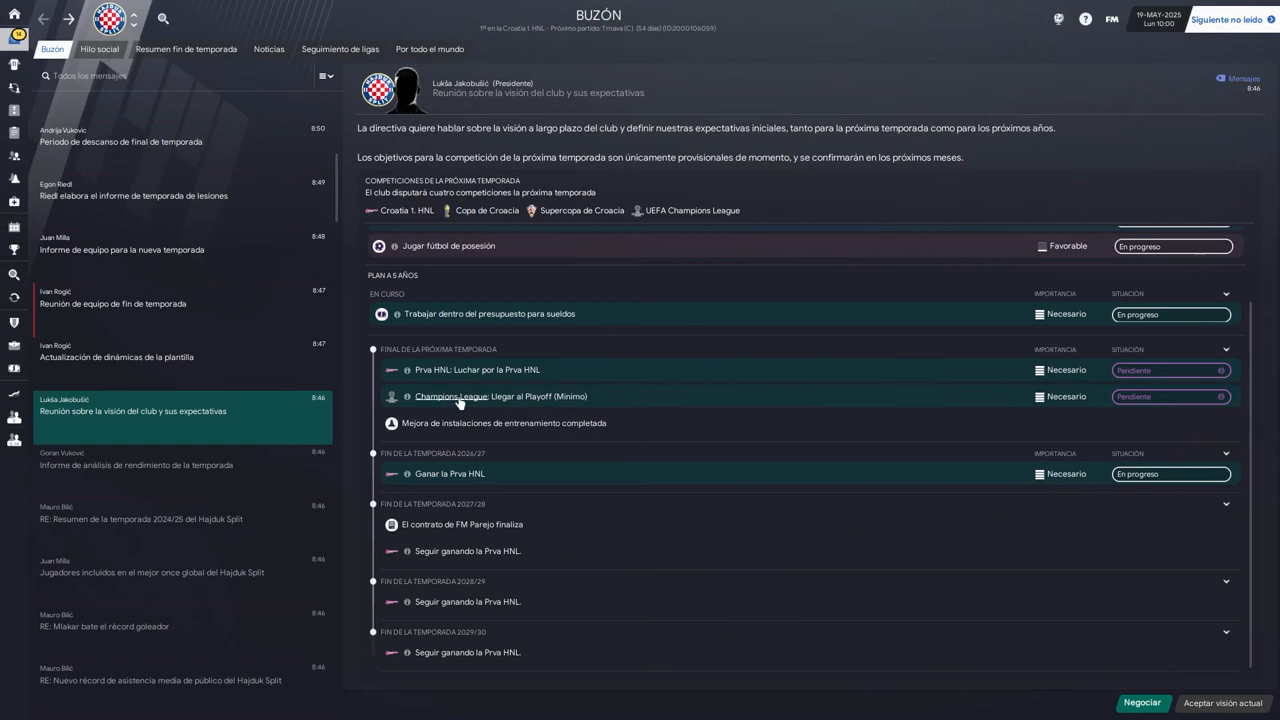 BUZÓN
1º en la Croatia 1. HNL - Próximo partido: Trnava (C) (54 días) (ID:2000106059)
FM
19-MAY-2025
Lun 10:00
Siguiente no leído
14
Buzón
Hilo social
Resumen fin de temporada
Noticias
Seguimiento de ligas
Por todo el mundo
Todos los mensajes
Andrija Vukovic
8:50
Periodo de descanso de final de temporada
Egon Riedl
8:49
Riedl elabora el informe de temporada de lesiones
Juan Milla
8:48
Informe de equipo para la nueva temporada
Ivan Rogić
8:47
Reunión de equipo de fin de temporada
Ivan Rogić
8:47
Actualización de dinámicas de la plantilla
Lukša Jakobušić
8:46
Reunión sobre la visión del club y sus expectativas
Goran Vuković
8:46
Informe de análisis de rendimiento de la temporada
Mauro Bilić
8:46
RE: Resumen de la temporada 2024/25 del Hajduk Split
Juan Milla
8:46
Jugadores incluidos en el mejor once global del Hajduk Split
Mauro Bilić
8:46
RE: Mlakar bate el récord goleador
Mauro Bilić
8:46
RE: Nuevo récord de asistencia media de público del Hajduk Split
Lukša Jakobušić (Presidente)
Reunión sobre la visión del club y sus expectativas
Mensajes
8:46
La directiva quiere hablar sobre la visión a largo plazo del club y definir nuestras expectativas iniciales, tanto para la próxima temporada como para los próximos años.
Los objetivos para la competición de la próxima temporada son únicamente provisionales de momento, y se confirmarán en los próximos meses.
COMPETICIONES DE LA PRÓXIMA TEMPORADA
El club disputará cuatro competiciones la próxima temporada
Croatia 1. HNL
Copa de Croacia
Supercopa de Croacia
UEFA Champions League
Jugar fútbol de posesión
Favorable
En progreso
PLAN A 5 AÑOS
EN CURSO
IMPORTANCIA
SITUACIÓN
Trabajar dentro del presupuesto para sueldos
Necesario
En progreso
FINAL DE LA PRÓXIMA TEMPORADA
IMPORTANCIA
SITUACIÓN
Prva HNL: Luchar por la Prva HNL
Necesario
Pendiente
Champions League: Llegar al Playoff (Mínimo)
Necesario
Pendiente
Mejora de instalaciones de entrenamiento completada
FIN DE LA TEMPORADA 2026/27
IMPORTANCIA
SITUACIÓN
Ganar la Prva HNL
Necesario
En progreso
FIN DE LA TEMPORADA 2027/28
El contrato de FM Parejo finaliza
Seguir ganando la Prva HNL.
FIN DE LA TEMPORADA 2028/29
Seguir ganando la Prva HNL.
FIN DE LA TEMPORADA 2029/30
Seguir ganando la Prva HNL.
Negociar
Aceptar visión actual